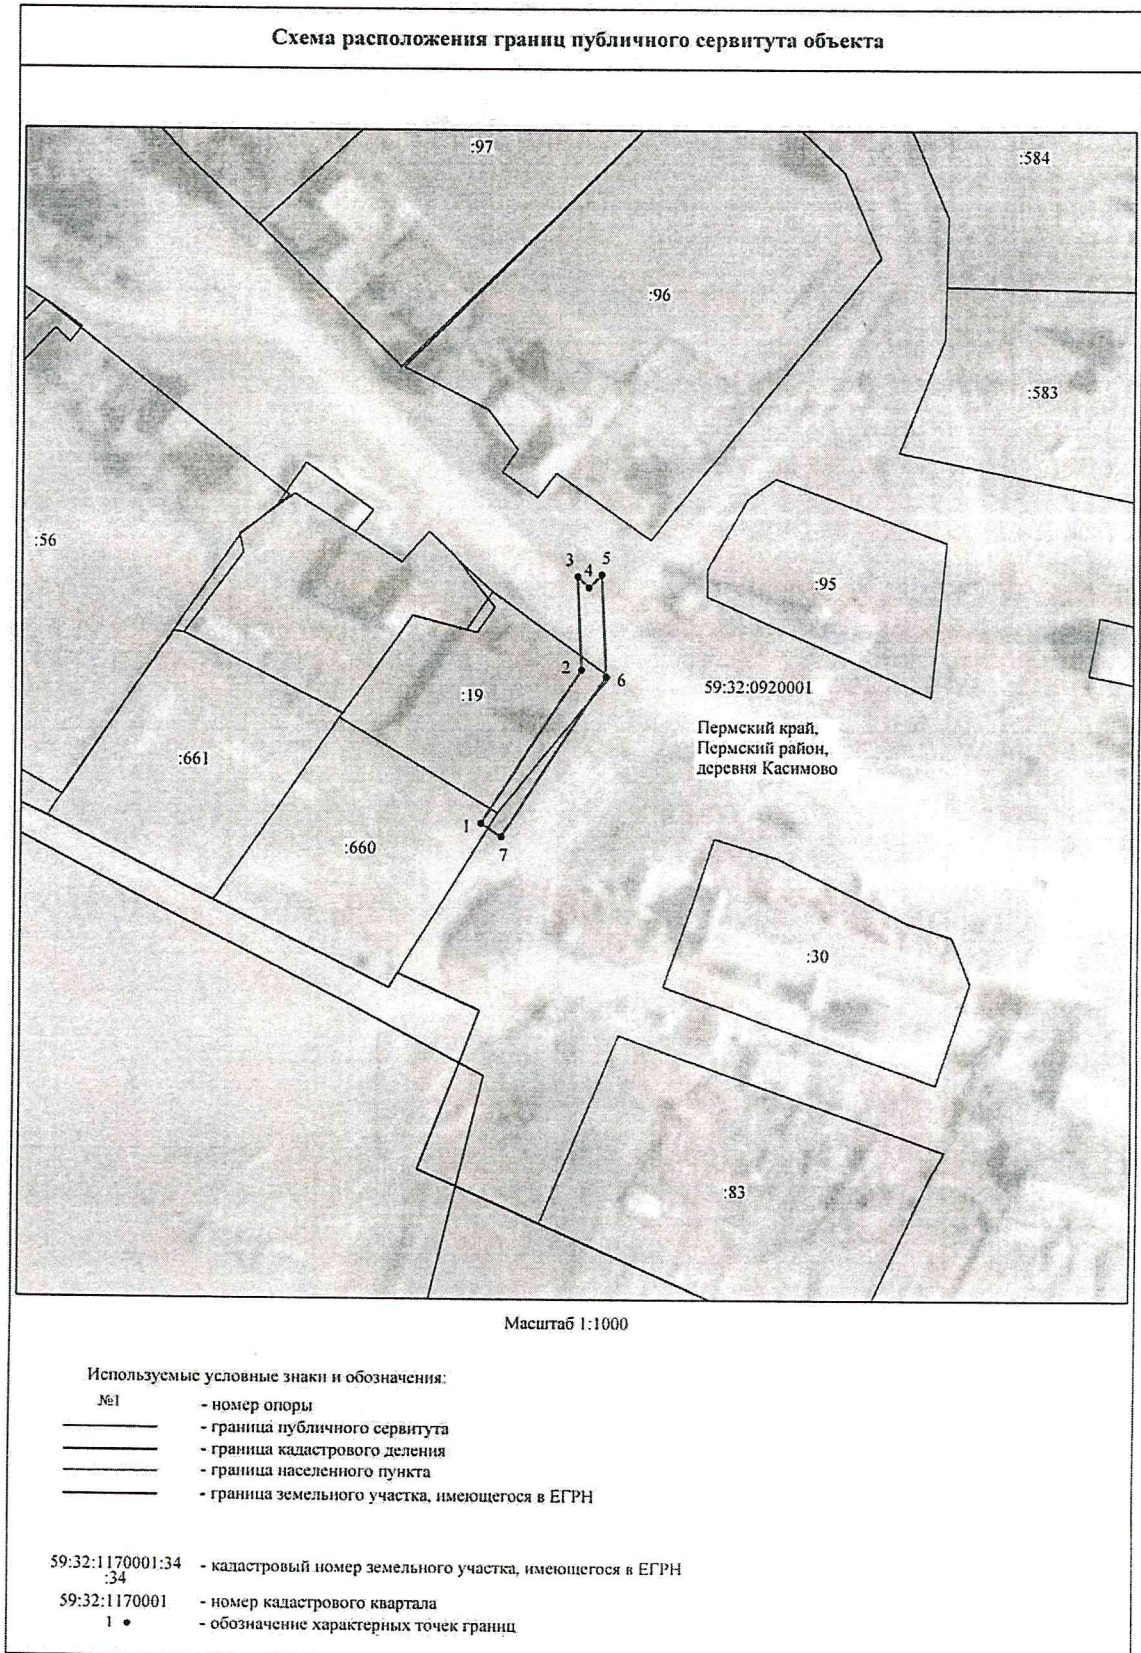 Схема расположения границ публичного сервитута объекта
:97
:584
:96
:583
:56
3
4
5
:95
2
6
:19
59:32:0920001
Пермский край,
Пермский район,
деревня Касимово
:661
1
7
:660
:30
:83
Масштаб 1:1000
Используемые условные знаки и обозначения:
№1 - номер опоры
- граница публичного сервитута
- граница кадастрового деления
- граница населенного пункта
- граница земельного участка, имеющегося в ЕГРН
59:32:1170001:34 - кадастровый номер земельного участка, имеющегося в ЕГРН
:34
59:32:1170001 - номер кадастрового квартала
1 • - обозначение характерных точек границ